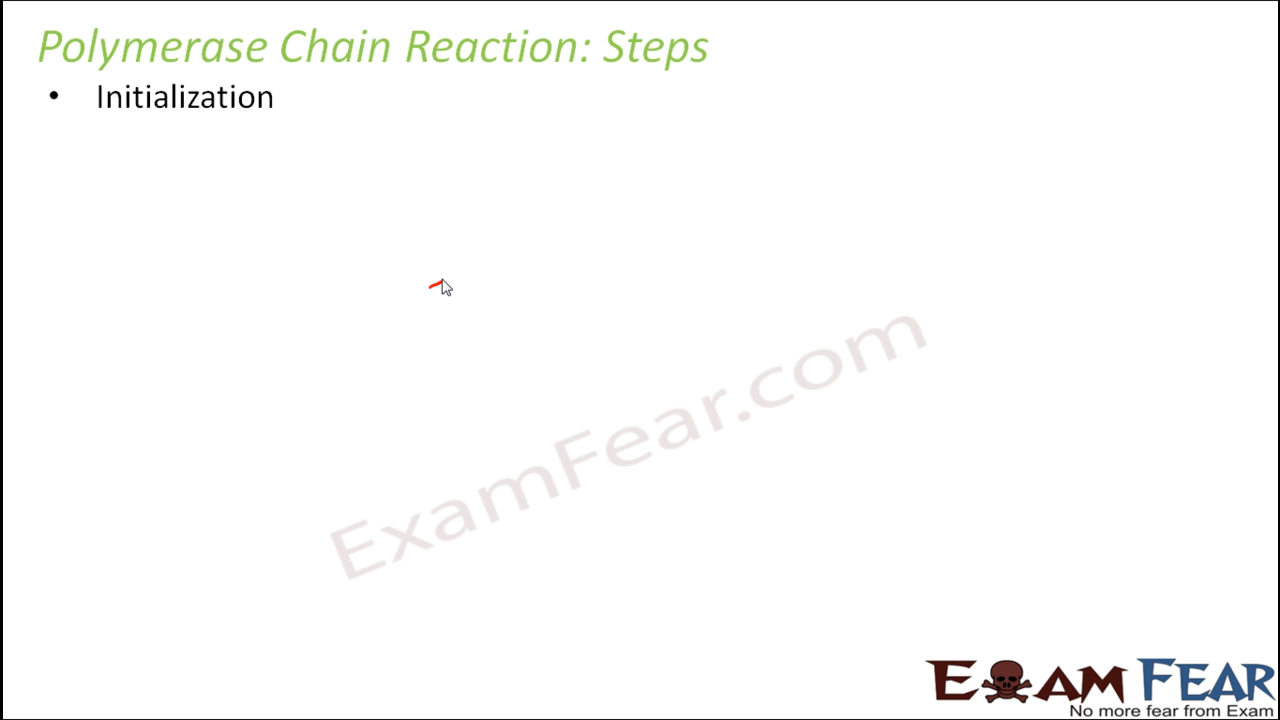 Polymerase Chain Reaction: Steps
• Initialization
ExamFear.com
EXAM FEAR
No more fear from Exam